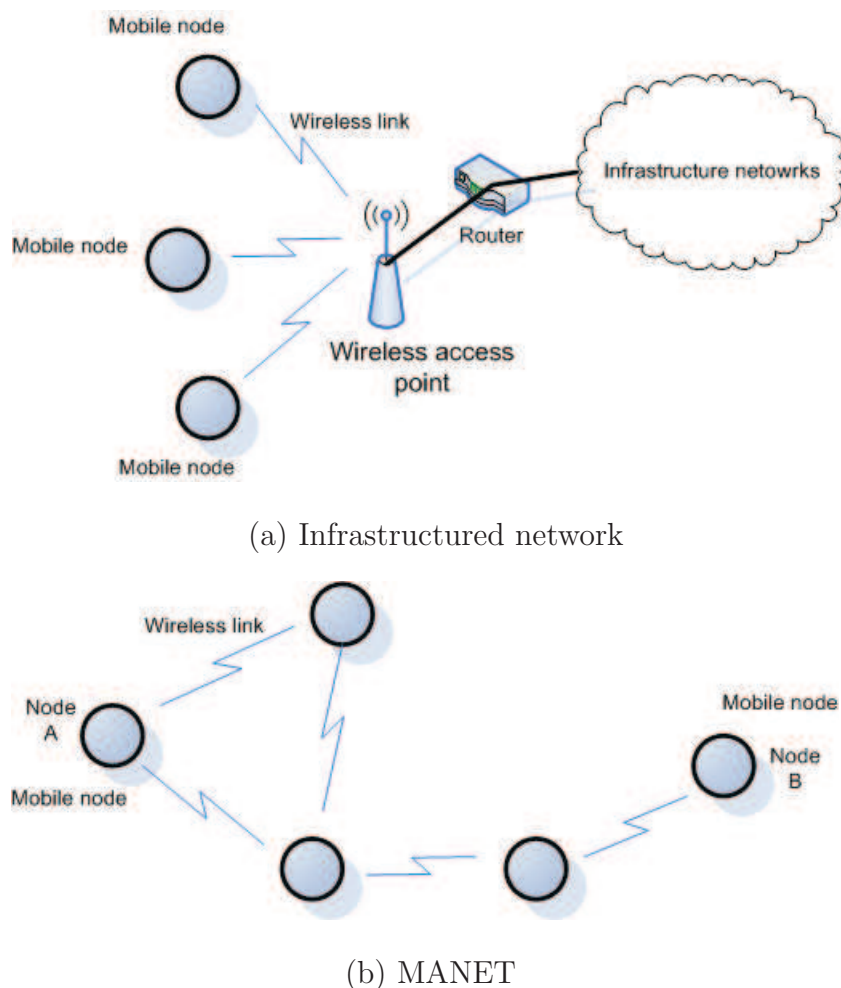 Mobile node
Wireless link
Infrastructure netowrks
Mobile node
Router
Wireless access
point
Mobile node
(a) Infrastructured network
Wireless link
Node
A
Mobile node
Mobile node
Node
B
(b) MANET